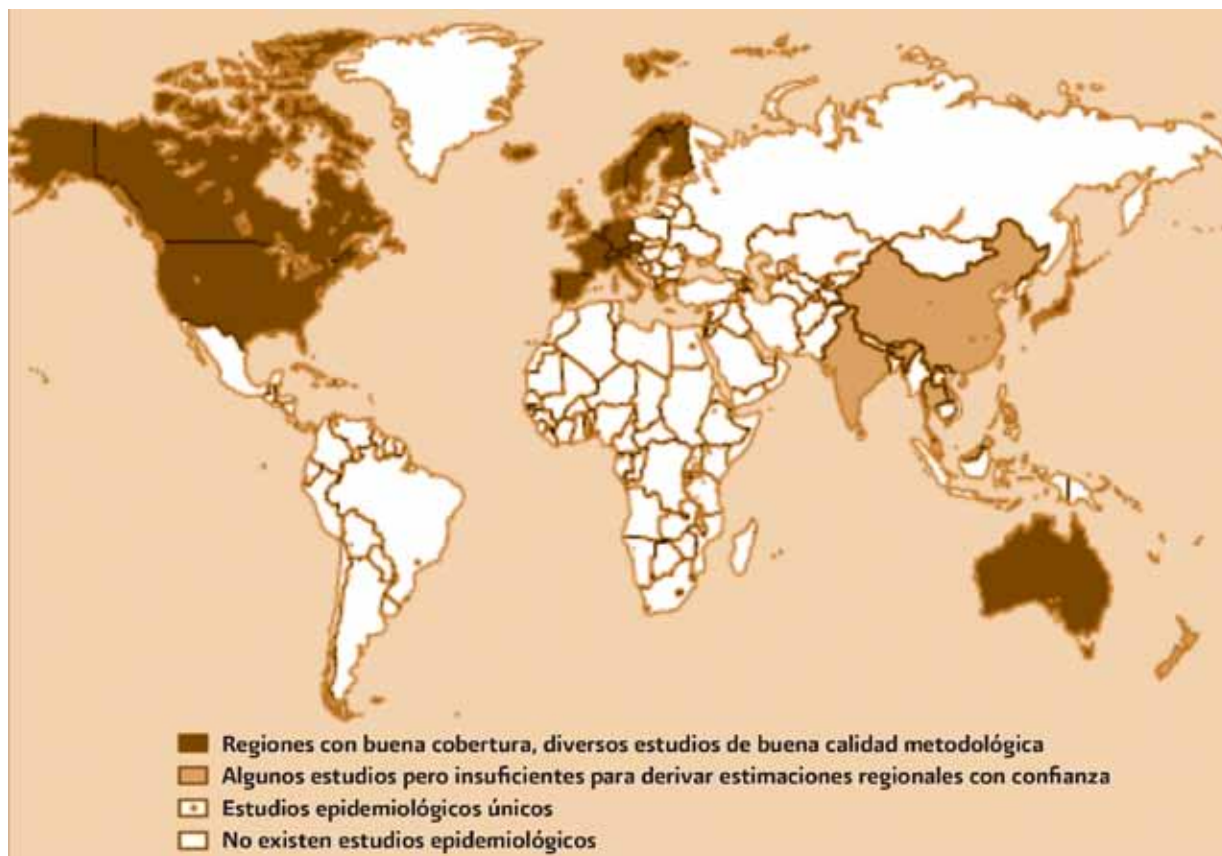 Regiones con buena cobertura, diversos estudios de buena calidad metodológica
Algunos estudios pero insuficientes para derivar estimaciones regionales con confianza
Estudios epidemiológicos únicos
No existen estudios epidemiológicos